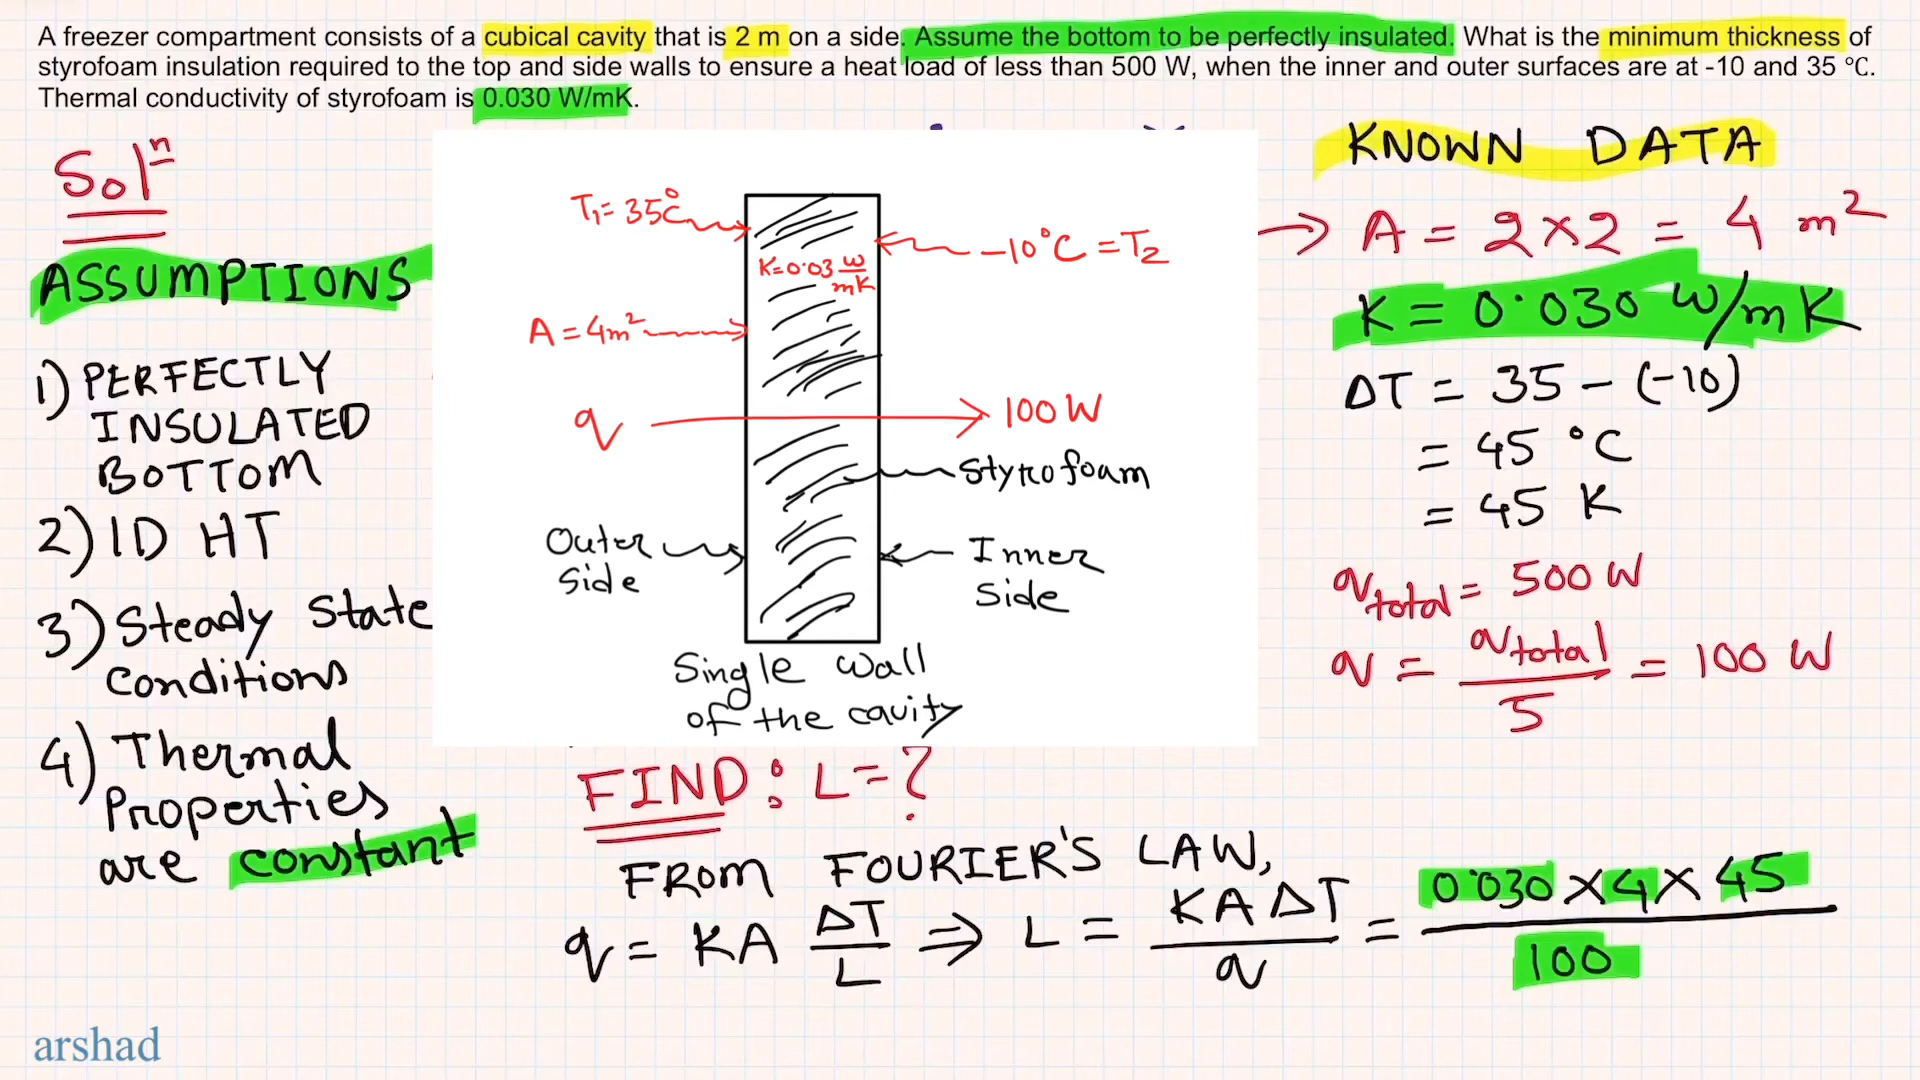 A freezer compartment consists of a cubical cavity that is 2 m on a side. Assume the bottom to be perfectly insulated. What is the minimum thickness of
styrofoam insulation required to the top and side walls to ensure a heat load of less than 500 W, when the inner and outer surfaces are at -10 and 35 °C.
Thermal conductivity of styrofoam is 0.030 W/mK.
Solⁿ
ASSUMPTIONS
1) PERFECTLY
INSULATED
BOTTOM
2) 1D HT
3) Steady State
Conditions
4) Thermal
Properties
are constant
T₁ = 35°C
-10°C = T₂
K=0.03 W/mK
A = 4m²
q
100 W
Styrofoam
Outer
Side
Inner
Side
Single wall
of the cavity
KNOWN DATA
→ A = 2×2 = 4 m²
K = 0.030 W/mK
ΔT = 35 - (-10)
= 45 °C
= 45 K
q total = 500 W
q = q total / 5 = 100 W
FIND: L=?
FROM FOURIER'S LAW,
q = KA ΔT/L ⇒ L = KAΔT/q = 0.030 × 4 × 45 / 100
arshad